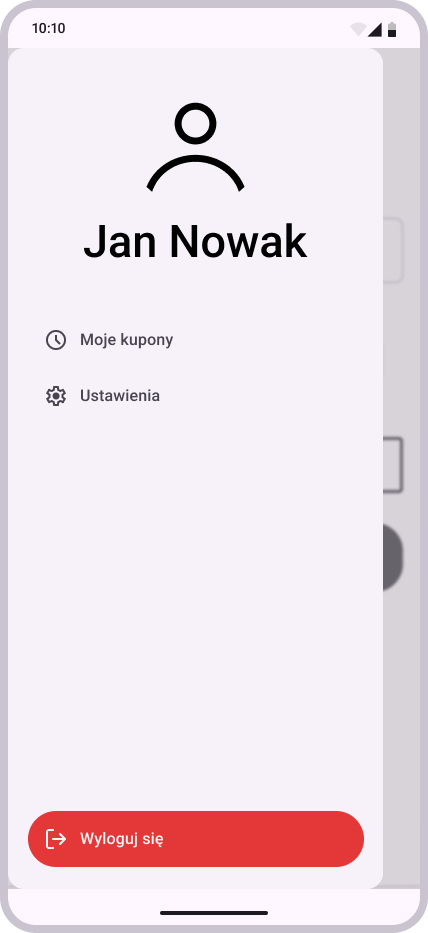 10:10
Jan Nowak
Moje kupony
Ustawienia
Wyloguj się